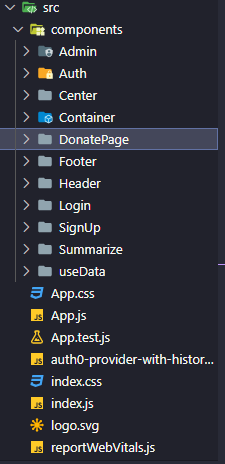 src
components
Admin
Auth
Center
Container
DonatePage
Footer
Header
Login
SignUp
Summarize
useData
App.css
App.js
App.test.js
auth0-provider-with-histor...
index.css
index.js
logo.svg
reportWebVitals.js